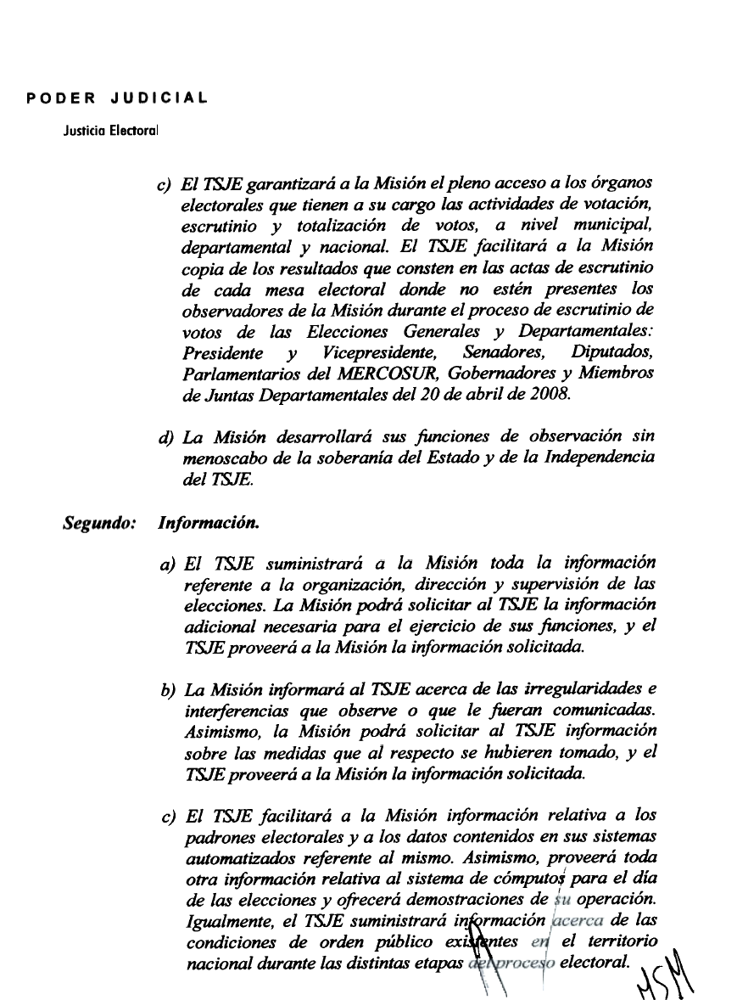 PODER JUDICIAL
Justicia Electoral
c) El TSJE garantizará a la Misión el pleno acceso a los órganos
electorales que tienen a su cargo las actividades de votación,
escrutinio y totalización de votos, a nivel municipal,
departamental y nacional. El TSJE facilitará a la Misión
copia de los resultados que consten en las actas de escrutinio
de cada mesa electoral donde no estén presentes los
observadores de la Misión durante el proceso de escrutinio de
votos de las Elecciones Generales y Departamentales:
Presidente y Vicepresidente, Senadores, Diputados,
Parlamentarios del MERCOSUR, Gobernadores y Miembros
de Juntas Departamentales del 20 de abril de 2008.
d) La Misión desarrollará sus funciones de observación sin
menoscabo de la soberanía del Estado y de la Independencia
del TSJE.
Segundo: Información.
a) El TSJE suministrará a la Misión toda la información
referente a la organización, dirección y supervisión de las
elecciones. La Misión podrá solicitar al TSJE la información
adicional necesaria para el ejercicio de sus funciones, y el
TSJE proveerá a la Misión la información solicitada.
b) La Misión informará al TSJE acerca de las irregularidades e
interferencias que observe o que le fueran comunicadas.
Asimismo, la Misión podrá solicitar al TSJE información
sobre las medidas que al respecto se hubieren tomado, y el
TSJE proveerá a la Misión la información solicitada.
c) El TSJE facilitará a la Misión información relativa a los
padrones electorales y a los datos contenidos en sus sistemas
automatizados referente al mismo. Asimismo, proveerá toda
otra información relativa al sistema de cómputos para el día
de las elecciones y ofrecerá demostraciones de su operación.
Igualmente, el TSJE suministrará información acerca de las
condiciones de orden público existentes en el territorio
nacional durante las distintas etapas del proceso electoral.
MSM